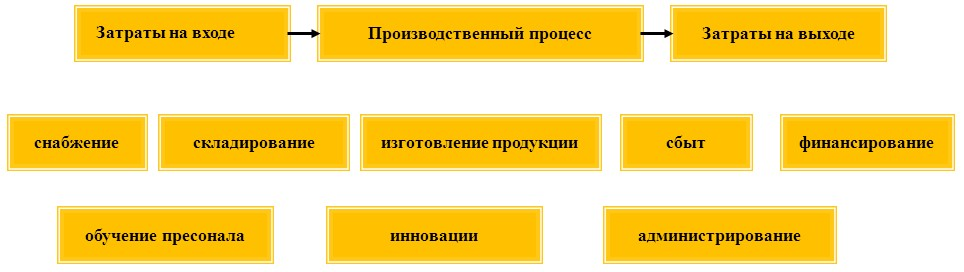 Затраты на входе
Производственный процесс
Затраты на выходе
снабжение
складирование
изготовление продукции
сбыт
финансирование
обучение пресонала
инновации
администрирование